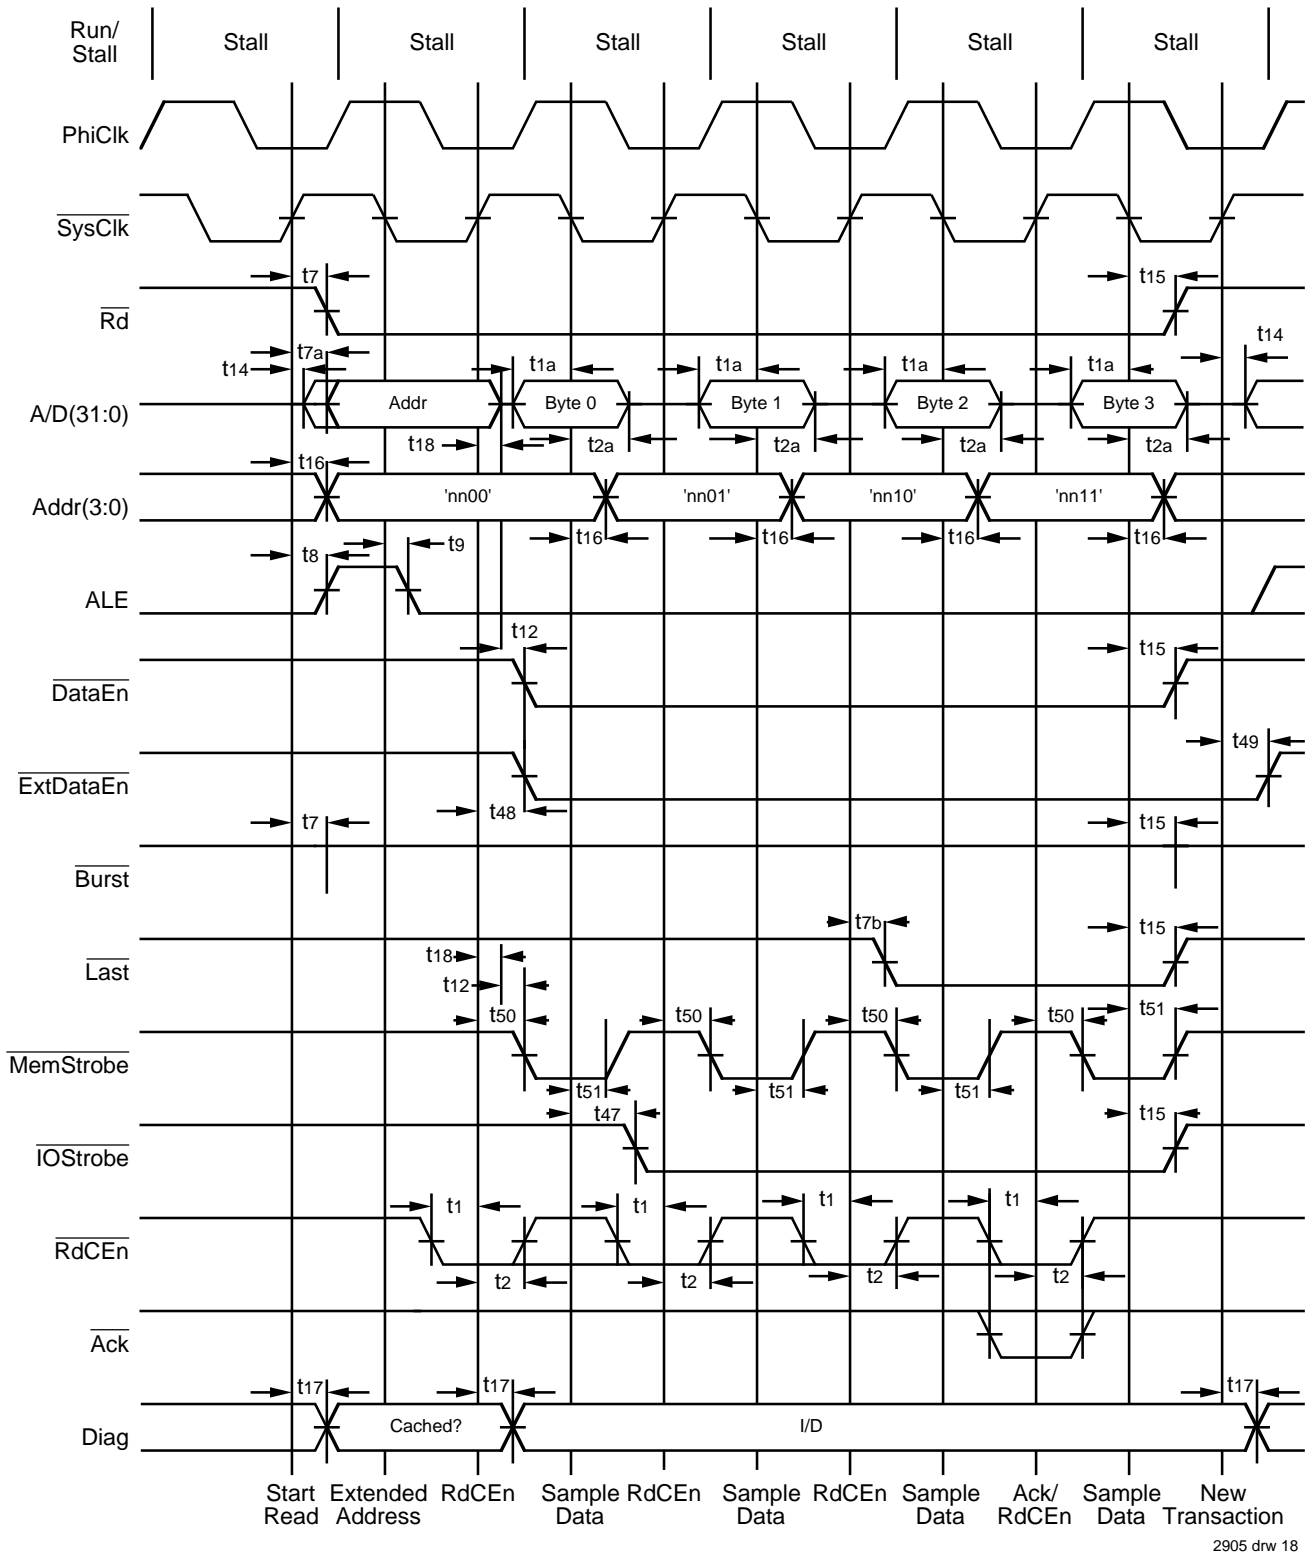 Run/
Stall
Stall Stall Stall Stall Stall Stall
PhiClk
SysClk
t7 t15
Rd
t7a t14
t14 t1a t1a t1a t1a
A/D(31:0) Addr Byte 0 Byte 1 Byte 2 Byte 3
t18 t2a t2a t2a t2a
t16
Addr(3:0) 'nn00' 'nn01' 'nn10' 'nn11'
t16 t16 t16 t16
t8 t9
ALE
t12 t15
DataEn
t49
ExtDataEn
t48
t7 t15
Burst
t7b t15
t18
Last
t12
t50 t50 t50 t50 t51
MemStrobe
t51 t51 t51
t47 t15
IOStrobe
t1 t1 t1 t1
RdCEn
t2 t2 t2 t2
Ack
t17 t17 t17
Diag Cached? I/D
Start Extended RdCEn Sample RdCEn Sample RdCEn Sample Ack/ Sample New
Read Address Data Data Data RdCEn Data Transaction
2905 drw 18